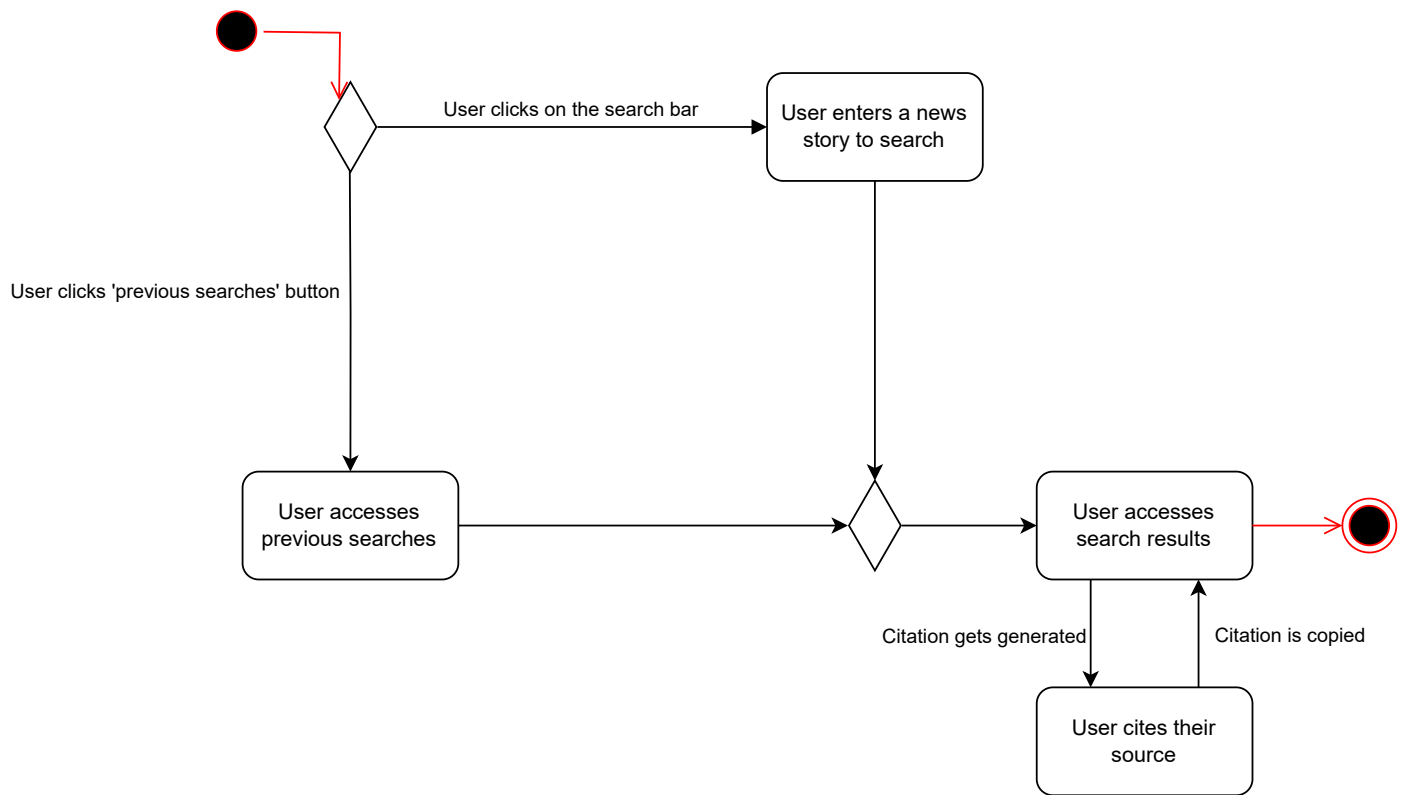 User clicks on the search bar
User enters a news
story to search
User clicks 'previous searches' button
User accesses
previous searches
User accesses
search results
Citation gets generated
Citation is copied
User cites their
source